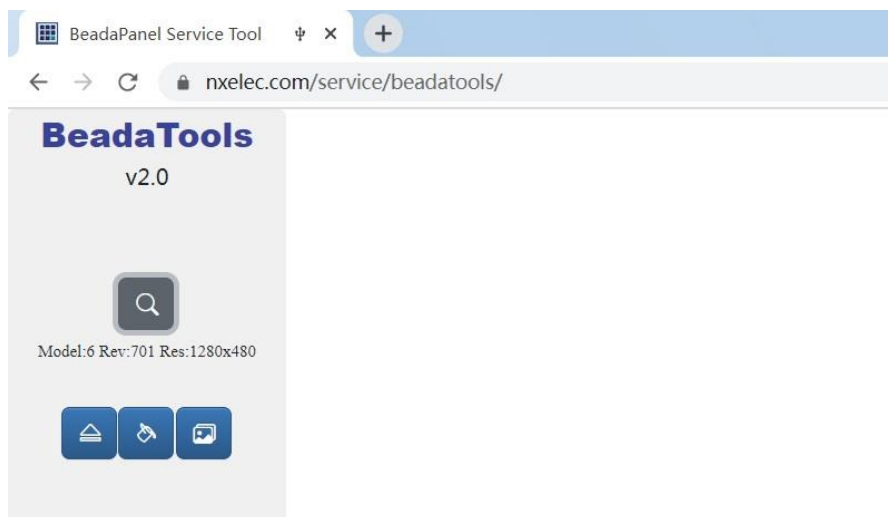 BeadaPanel Service Tool
nxelec.com/service/beadatools/
BeadaTools
v2.0
Model:6 Rev:701 Res:1280x480